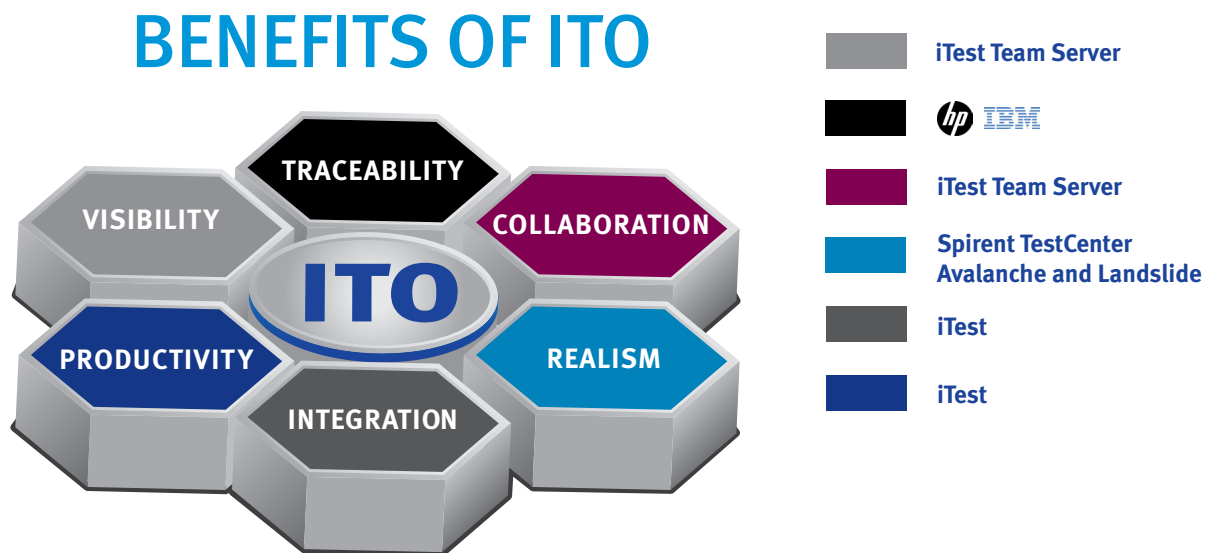 BENEFITS OF ITO
TRACEABILITY
VISIBILITY
COLLABORATION
ITO
PRODUCTIVITY
REALISM
INTEGRATION
iTest Team Server
hp IBM
iTest Team Server
Spirent TestCenter
Avalanche and Landslide
iTest
iTest